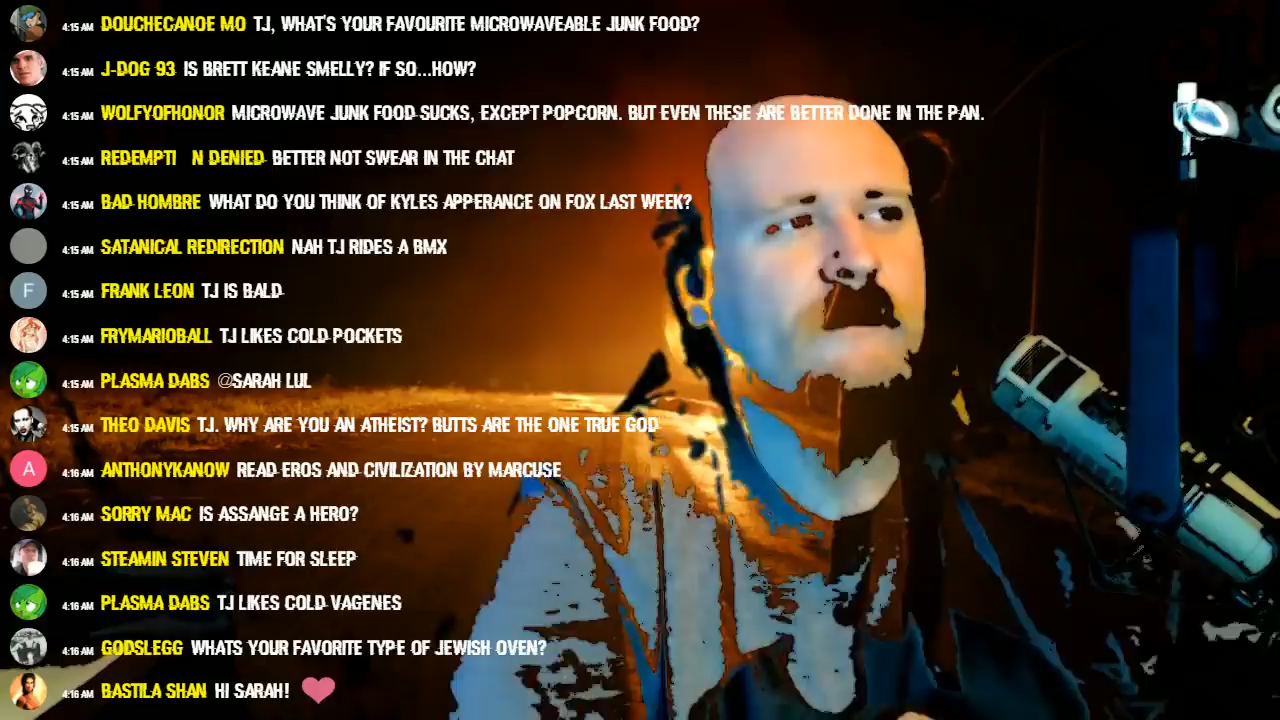 4:15 AM DOUCHECANOE MO TJ, WHAT'S YOUR FAVOURITE MICROWAVEABLE JUNK FOOD?
4:15 AM J-DOG 93 IS BRETT KEANE SMELLY? IF SO...HOW?
4:15 AM WOLFYOFHONOR MICROWAVE JUNK FOOD SUCKS, EXCEPT POPCORN. BUT EVEN THESE ARE BETTER DONE IN THE PAN.
4:15 AM REDEMPTI N DENIED BETTER NOT SWEAR IN THE CHAT
4:15 AM BAD HOMBRE WHAT DO YOU THINK OF KYLES APPERANCE ON FOX LAST WEEK?
4:15 AM SATANICAL REDIRECTION NAH TJ RIDES A BMX
F 4:15 AM FRANK LEON TJ IS BALD
4:15 AM FRYMARIOBALL TJ LIKES COLD POCKETS
4:15 AM PLASMA DABS @SARAH LUL
4:15 AM THEO DAVIS TJ. WHY ARE YOU AN ATHEIST? BUTTS ARE THE ONE TRUE GOD
A 4:16 AM ANTHONYKANOW READ EROS AND CIVILIZATION BY MARCUSE
4:16 AM SORRY MAC IS ASSANGE A HERO?
4:16 AM STEAMIN STEVEN TIME FOR SLEEP
4:16 AM PLASMA DABS TJ LIKES COLD VAGENES
4:16 AM GODSLEGG WHATS YOUR FAVORITE TYPE OF JEWISH OVEN?
4:16 AM BASTILA SHAN HI SARAH!